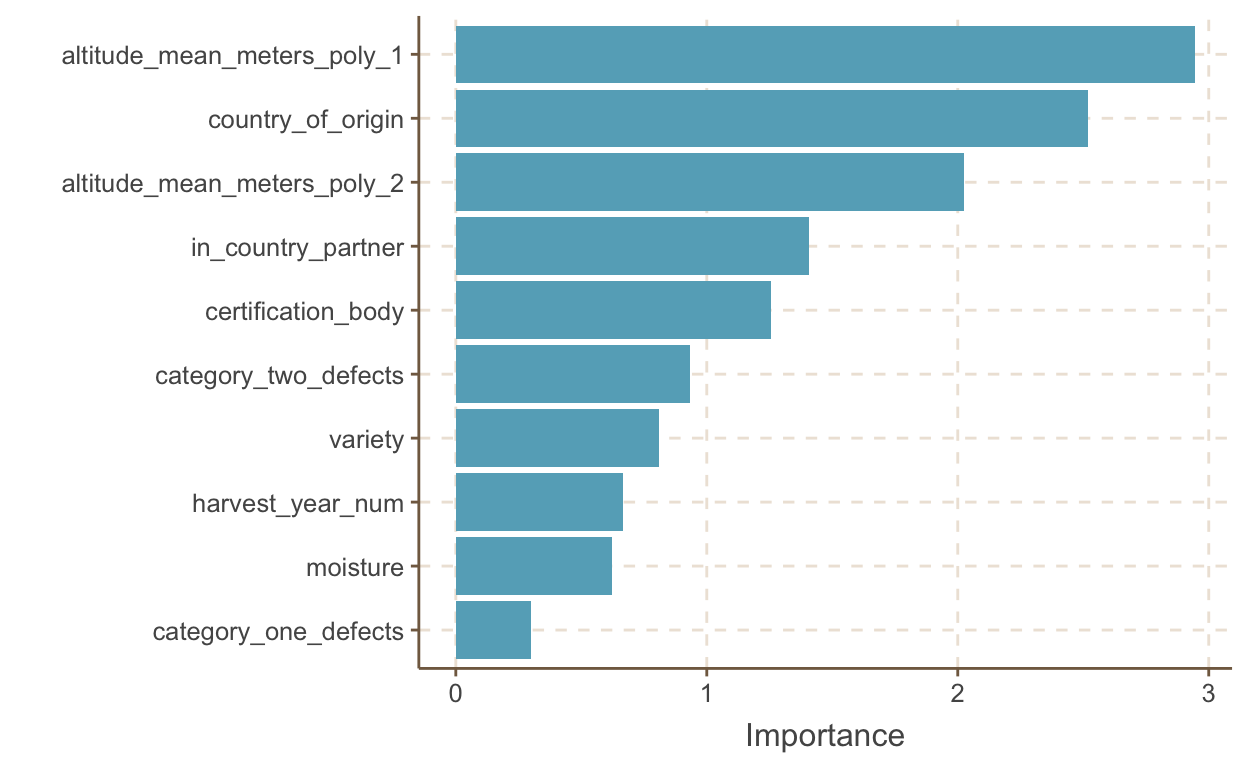 altitude_mean_meters_poly_1
country_of_origin
altitude_mean_meters_poly_2
in_country_partner
certification_body
category_two_defects
variety
harvest_year_num
moisture
category_one_defects
0 1 2 3
Importance